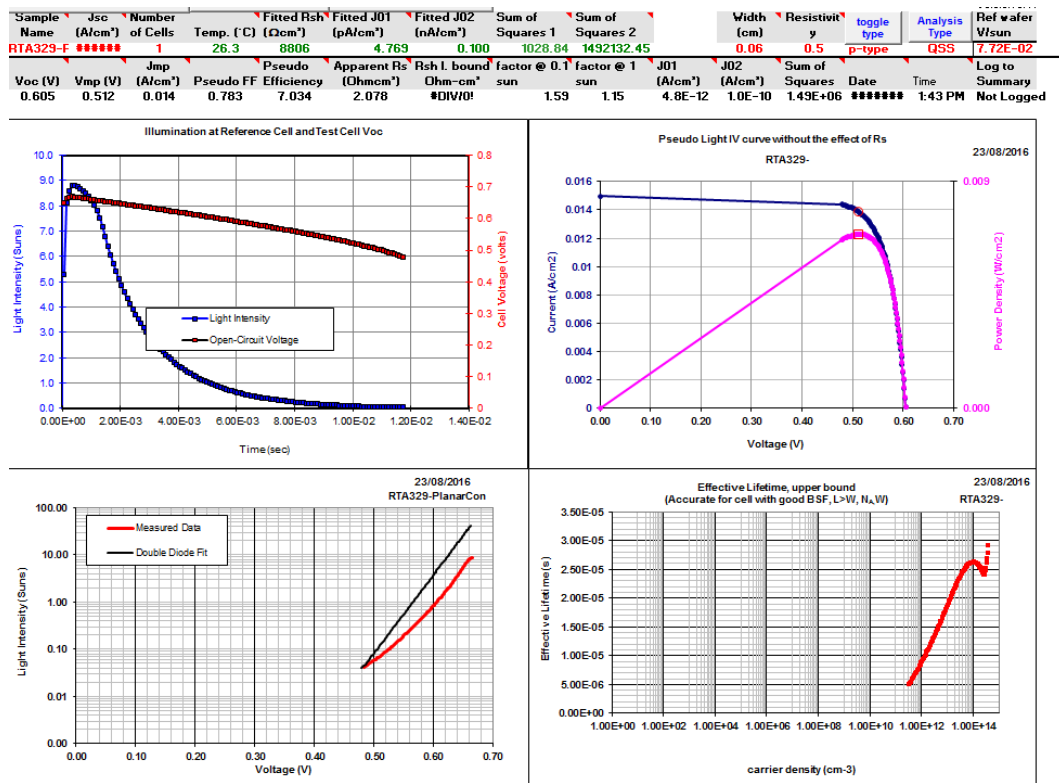 Sample Jsc Number Fitted Rsh Fitted J01 Fitted J02 Sum of Sum of Width Resistivit toggle Analysis Ref wafer
Name (A/cm²) of Cells Temp. (°C) (Ωcm²) (pA/cm²) (nA/cm²) Squares 1 Squares 2 (cm) y type Type V/sun
RTA329-F ###### 1 26.3 8806 4.769 0.100 1028.84 1492132.45 0.06 0.5 p-type QSS 7.72E-02
Jmp Pseudo Apparent Rs Rsh l. bound factor @ 0.1 factor @ 1 J01 J02 Sum of Log to
Voc (V) Vmp (V) (A/cm²) Pseudo FF Efficiency (Ohmcm²) Ohm-cm² sun sun (A/cm²) (A/cm²) Squares Date Time Summary
0.605 0.512 0.014 0.783 7.034 2.078 #DIV/0! 1.59 1.15 4.8E-12 1.0E-10 1.49E+06 ####### 1:43 PM Not Logged
Illumination at Reference Cell and Test Cell Voc
10.0
9.0
8.0
7.0
6.0
5.0
4.0
3.0
2.0
1.0
0.0
Light Intensity (Suns)
0.8
0.7
0.6
0.5
0.4
0.3
0.2
0.1
0
Cell Voltage (volts)
Light Intensity
Open-Circuit Voltage
0.00E+00 2.00E-03 4.00E-03 6.00E-03 8.00E-03 1.00E-02 1.20E-02 1.40E-02
Time (sec)
Pseudo Light IV curve without the effect of Rs
RTA329-
23/08/2016
0.016
0.014
0.012
0.01
0.008
0.006
0.004
0.002
0
Current (A/cm2)
0.009
0.000
Power Density (W/cm2)
0.00 0.10 0.20 0.30 0.40 0.50 0.60 0.70
Voltage (V)
23/08/2016
RTA329-PlanarCon
100.00
10.00
1.00
0.10
0.01
0.00
Light Intensity (Suns)
Measured Data
Double Diode Fit
0.00 0.10 0.20 0.30 0.40 0.50 0.60 0.70
Voltage (V)
Effective Lifetime, upper bound
(Accurate for cell with good BSF, L>W, N,W)
23/08/2016
RTA329-
3.50E-05
3.00E-05
2.50E-05
2.00E-05
1.50E-05
1.00E-05
5.00E-06
0.00E+00
Effective Lifetime (s)
1.00E+00 1.00E+02 1.00E+04 1.00E+06 1.00E+08 1.00E+10 1.00E+12 1.00E+14
carrier density (cm-3)